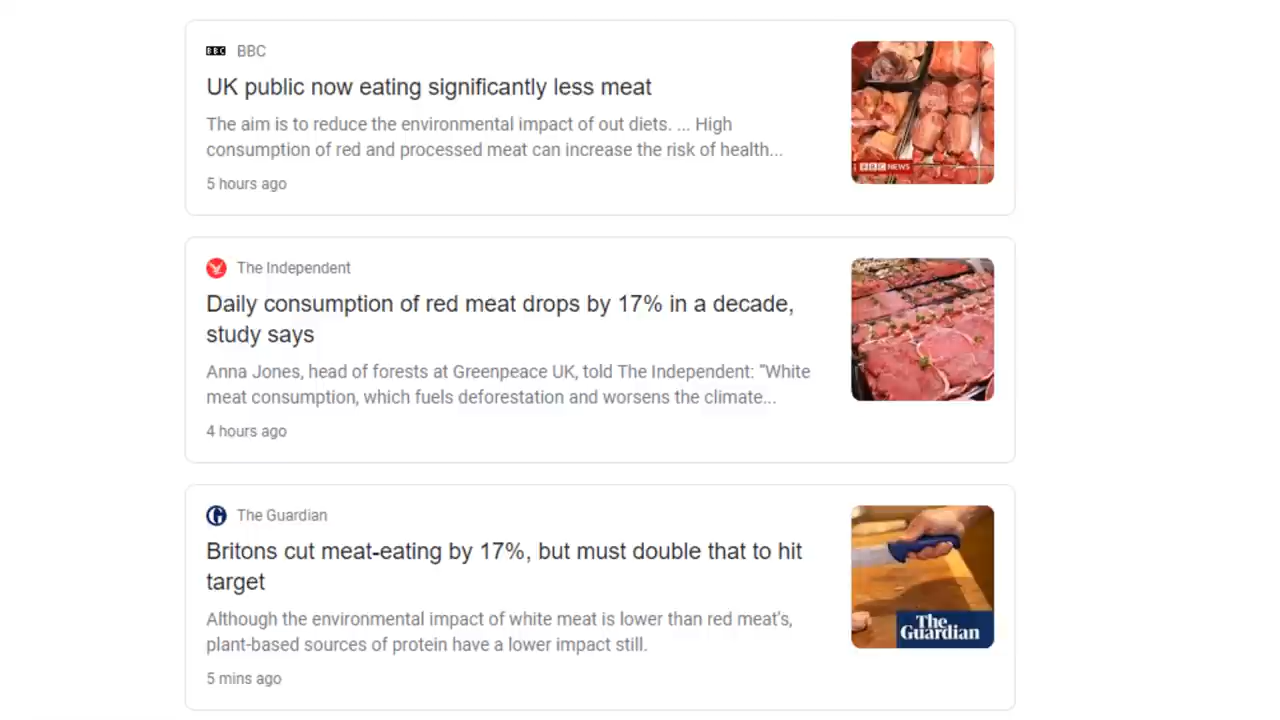 BBC BBC
UK public now eating significantly less meat
The aim is to reduce the environmental impact of out diets. ... High
consumption of red and processed meat can increase the risk of health...
BBC NEWS
5 hours ago
The Independent
Daily consumption of red meat drops by 17% in a decade,
study says
Anna Jones, head of forests at Greenpeace UK, told The Independent: “White
meat consumption, which fuels deforestation and worsens the climate...
4 hours ago
G The Guardian
Britons cut meat-eating by 17%, but must double that to hit
target
Although the environmental impact of white meat is lower than red meat's,
plant-based sources of protein have a lower impact still.
The
Guardian
5 mins ago